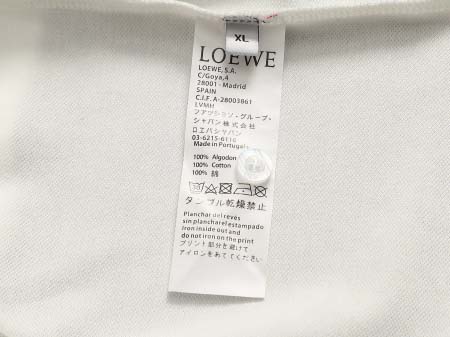 XL
LOEWE
LOEWE, S.A.
C/Goya,4
28001 - Madrid
SPAIN
C.I.F. A-28003861
LVMH
ファアッション・グループ・
ジャパン株式会社
ロエバジャパン
03-6215-6116
Made in Portugal
100% Algodon
100% Cotton
100% 綿
タンブル乾燥禁止
Planchar del reves
sin planchar el estampado
Iron inside out and
do not iron on the print
プリント部分を避けて
アイロンをあててください